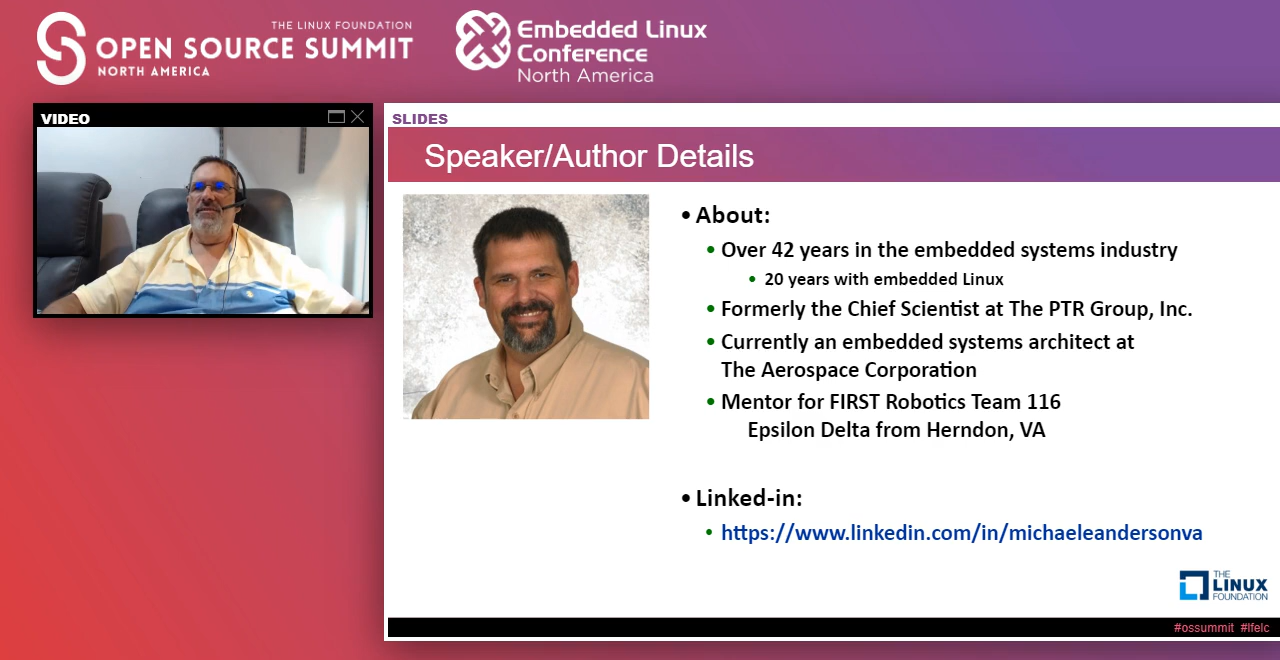 THE LINUX FOUNDATION
OPEN SOURCE SUMMIT
NORTH AMERICA
Embedded Linux
Conference
North America
VIDEO
SLIDES
Speaker/Author Details
• About:
• Over 42 years in the embedded systems industry
• 20 years with embedded Linux
• Formerly the Chief Scientist at The PTR Group, Inc.
• Currently an embedded systems architect at
The Aerospace Corporation
• Mentor for FIRST Robotics Team 116
Epsilon Delta from Herndon, VA
• Linked-in:
• https://www.linkedin.com/in/michaeleandersonva
THE
LINUX
FOUNDATION
#ossummit #lfelc